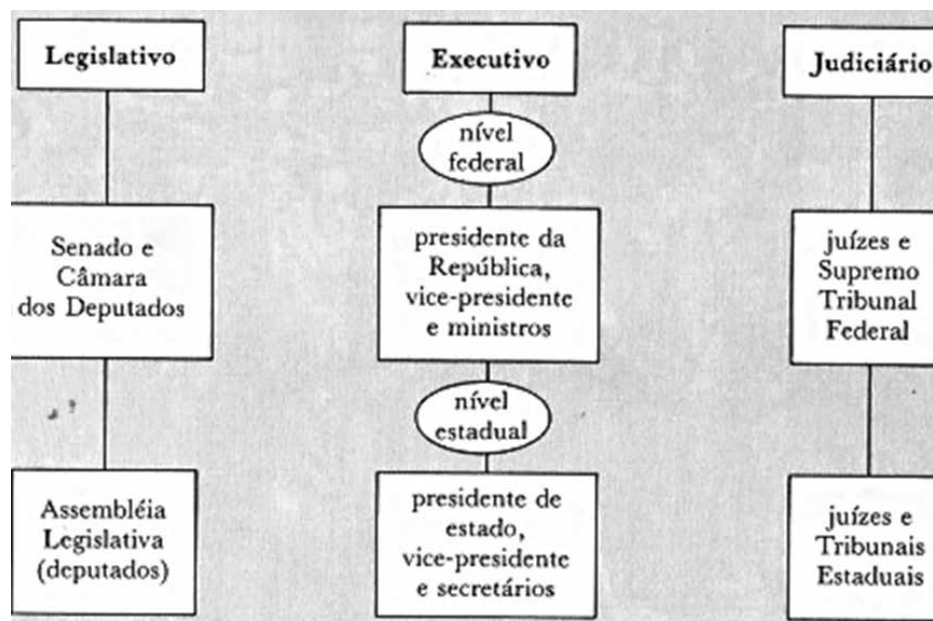 Legislativo
Executivo
Judiciário
nível
federal
Senado e
Câmara
dos Deputados
presidente da
República,
vice-presidente
e ministros
juízes e
Supremo
Tribunal
Federal
nível
estadual
Assembléia
Legislativa
(deputados)
presidente de
estado,
vice-presidente
e secretários
juízes e
Tribunais
Estaduais